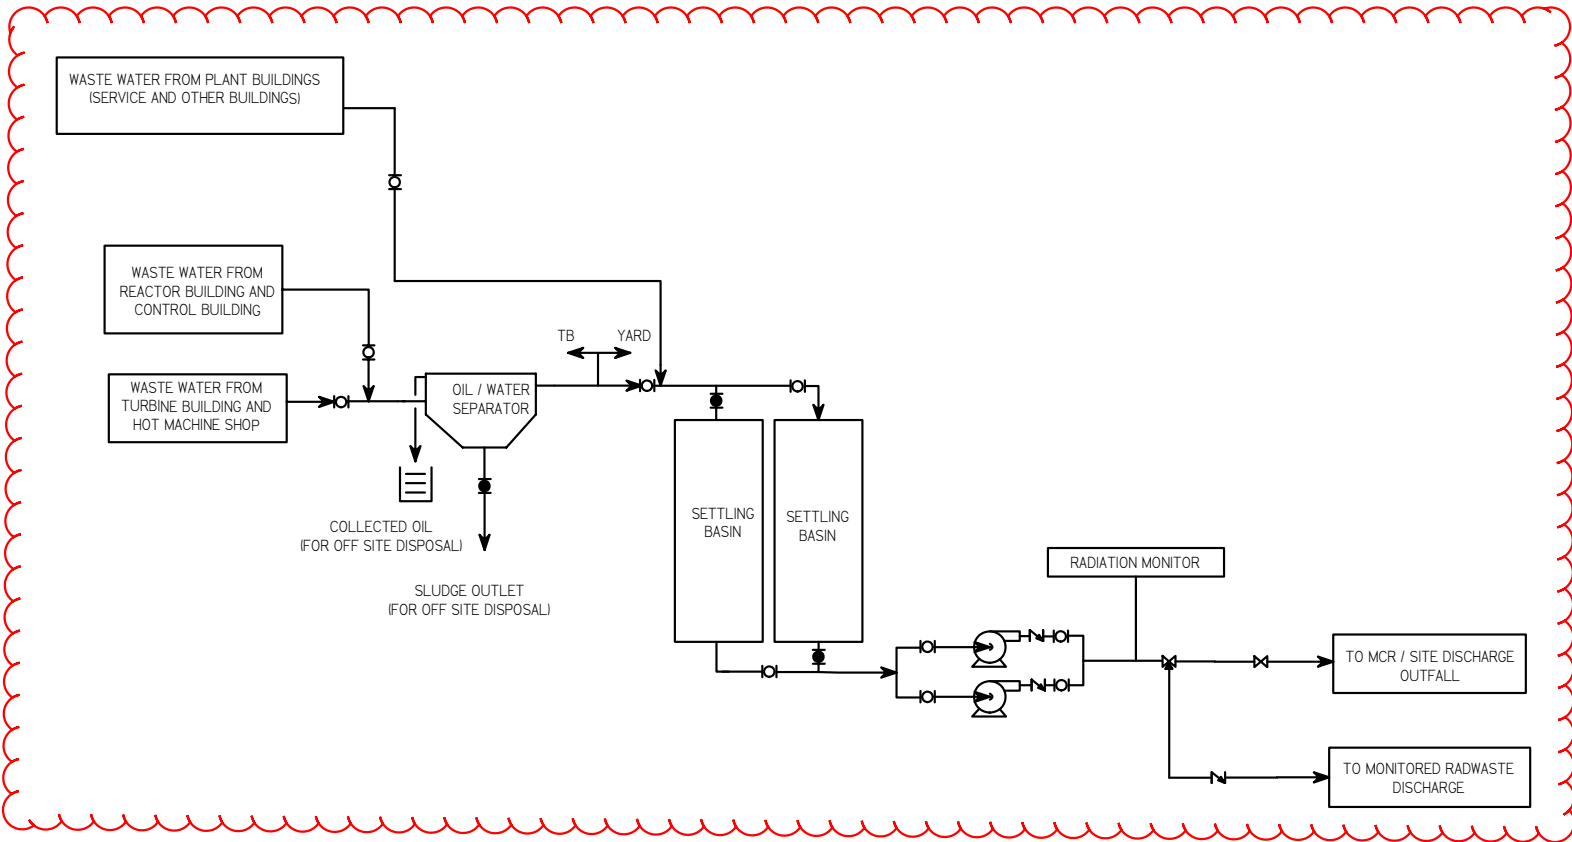 WASTE WATER FROM PLANT BUILDINGS
(SERVICE AND OTHER BUILDINGS)
WASTE WATER FROM
REACTOR BUILDING AND
CONTROL BUILDING
TB
YARD
WASTE WATER FROM
TURBINE BUILDING AND
HOT MACHINE SHOP
OIL / WATER
SEPARATOR
COLLECTED OIL
(FOR OFF SITE DISPOSAL)
SLUDGE OUTLET
(FOR OFF SITE DISPOSAL)
SETTLING
BASIN
SETTLING
BASIN
RADIATION MONITOR
TO MCR / SITE DISCHARGE
OUTFALL
TO MONITORED RADWASTE
DISCHARGE